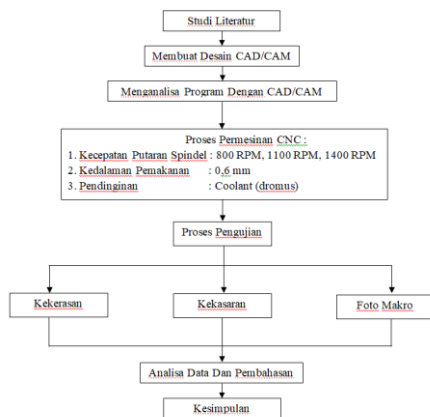 Studi Literatur
Membuat Desain CAD/CAM
Menganalisa Program Dengan CAD/CAM
Proses Permesinan CNC :
1. Kecepatan Putaran Spindel : 800 RPM, 1100 RPM, 1400 RPM
2. Kedalaman Pemakanan : 0,6 mm
3. Pendinginan : Coolant (dromus)
Proses Pengujian
Kekerasan
Kekasaran
Foto Makro
Analisa Data Dan Pembahasan
Kesimpulan